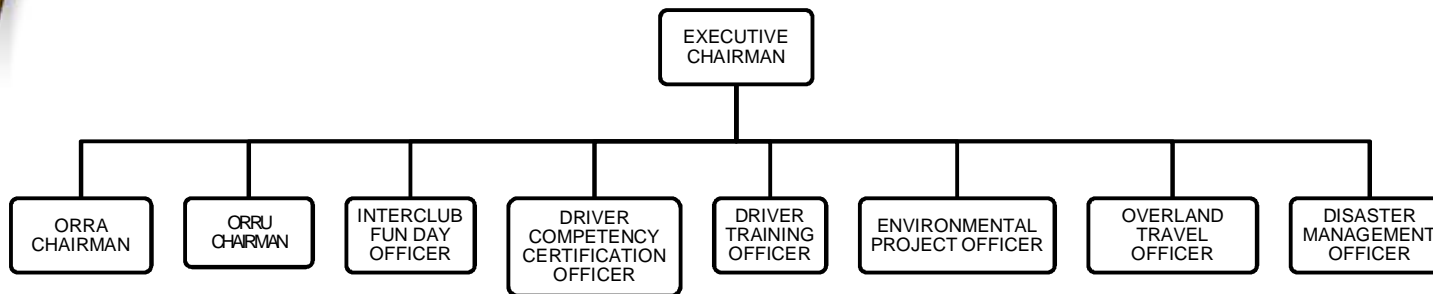 EXECUTIVE
CHAIRMAN
ORRA
CHAIRMAN
ORRU
CHAIRMAN
INTERCLUB
FUN DAY
OFFICER
DRIVER
COMPETENCY
CERTIFICATION
OFFICER
DRIVER
TRAINING
OFFICER
ENVIRONMENTAL
PROJECT OFFICER
OVERLAND
TRAVEL
OFFICER
DISASTER
MANAGEMENT
OFFICER